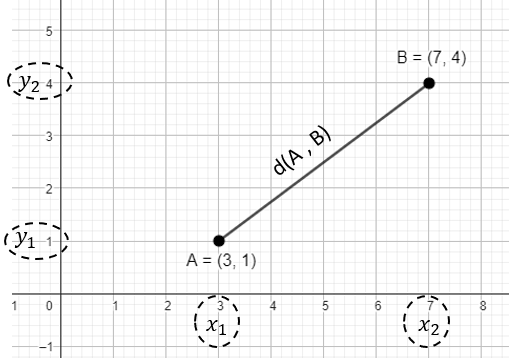 5
B = (7, 4)
y₂ 4
3
d(A , B)
2
y₁ 1
A = (3, 1)
1 0 1 2 3 4 5 6 7 8
x₁ x₂
−1